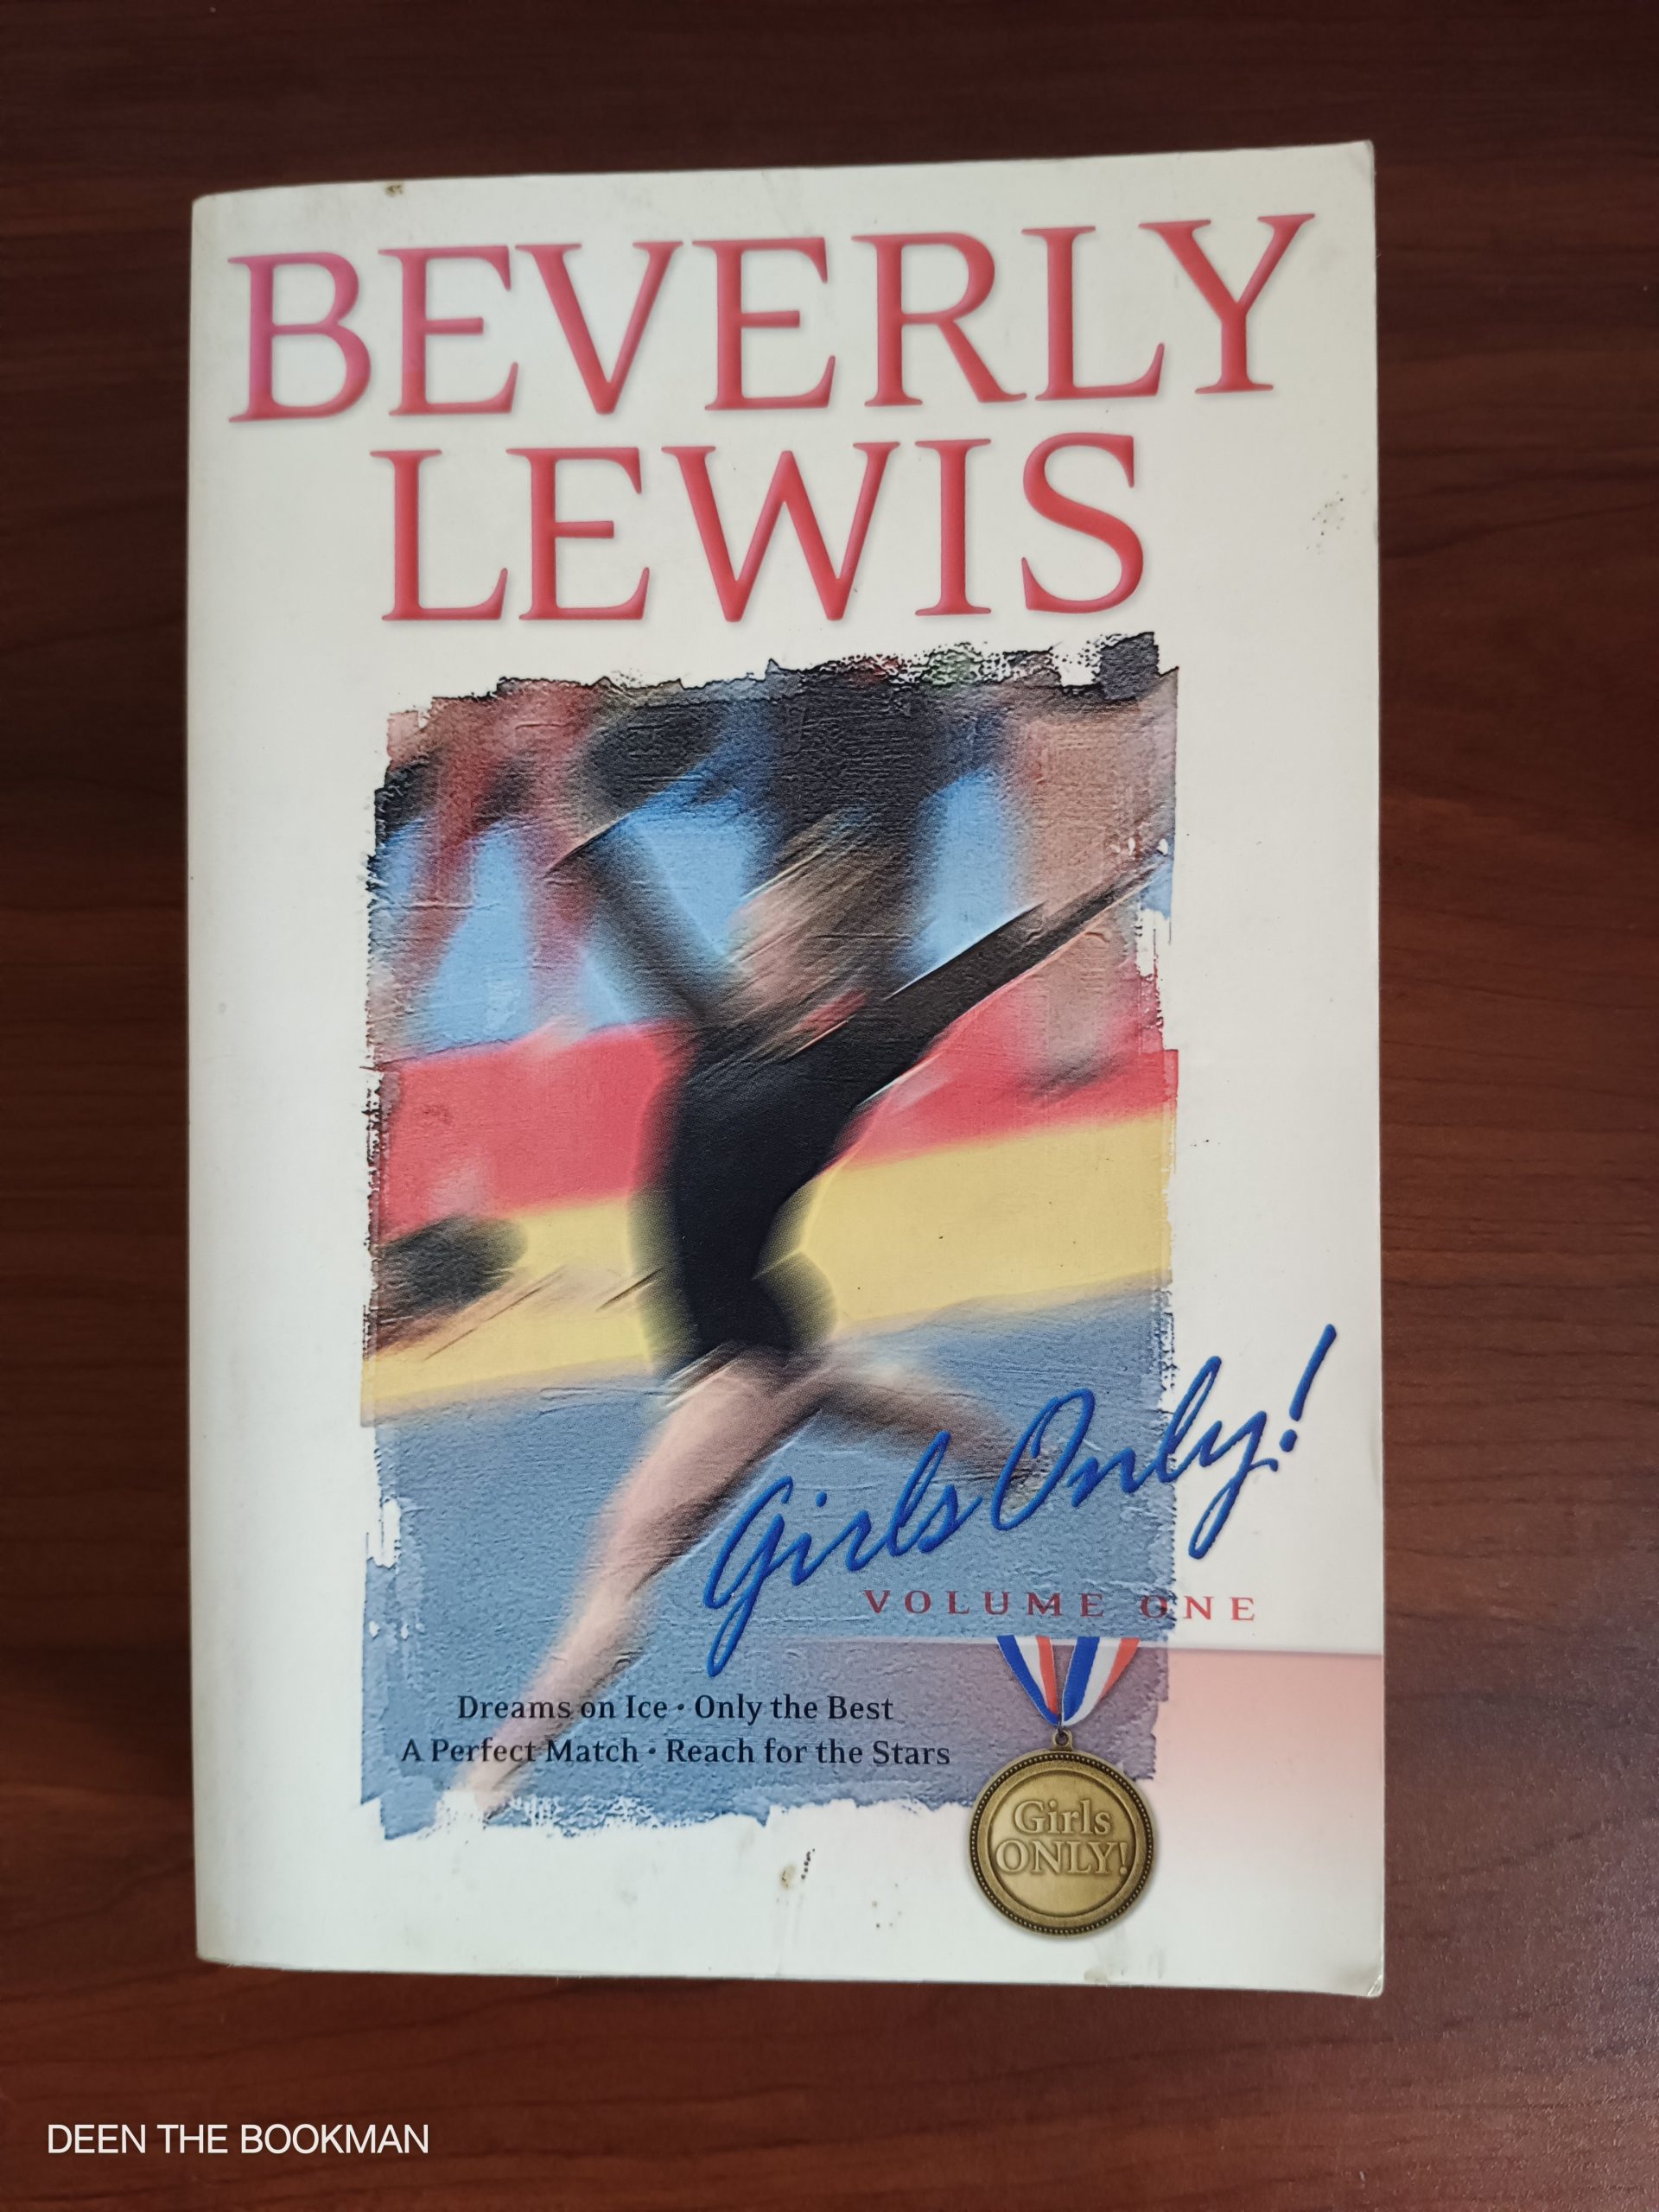 BEVERLY
LEWIS
Girls Only!
VOLUME ONE
Dreams on Ice • Only the Best
A Perfect Match • Reach for the Stars
Girls
ONLY!
DEEN THE BOOKMAN